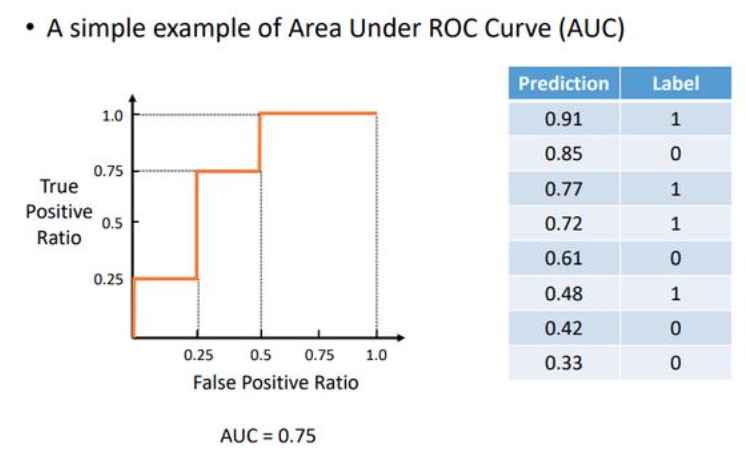 • A simple example of Area Under ROC Curve (AUC)
1.0
0.75
True
Positive
Ratio
0.5
0.25
0.25 0.5 0.75 1.0
False Positive Ratio
AUC = 0.75
Prediction Label
0.91 1
0.85 0
0.77 1
0.72 1
0.61 0
0.48 1
0.42 0
0.33 0